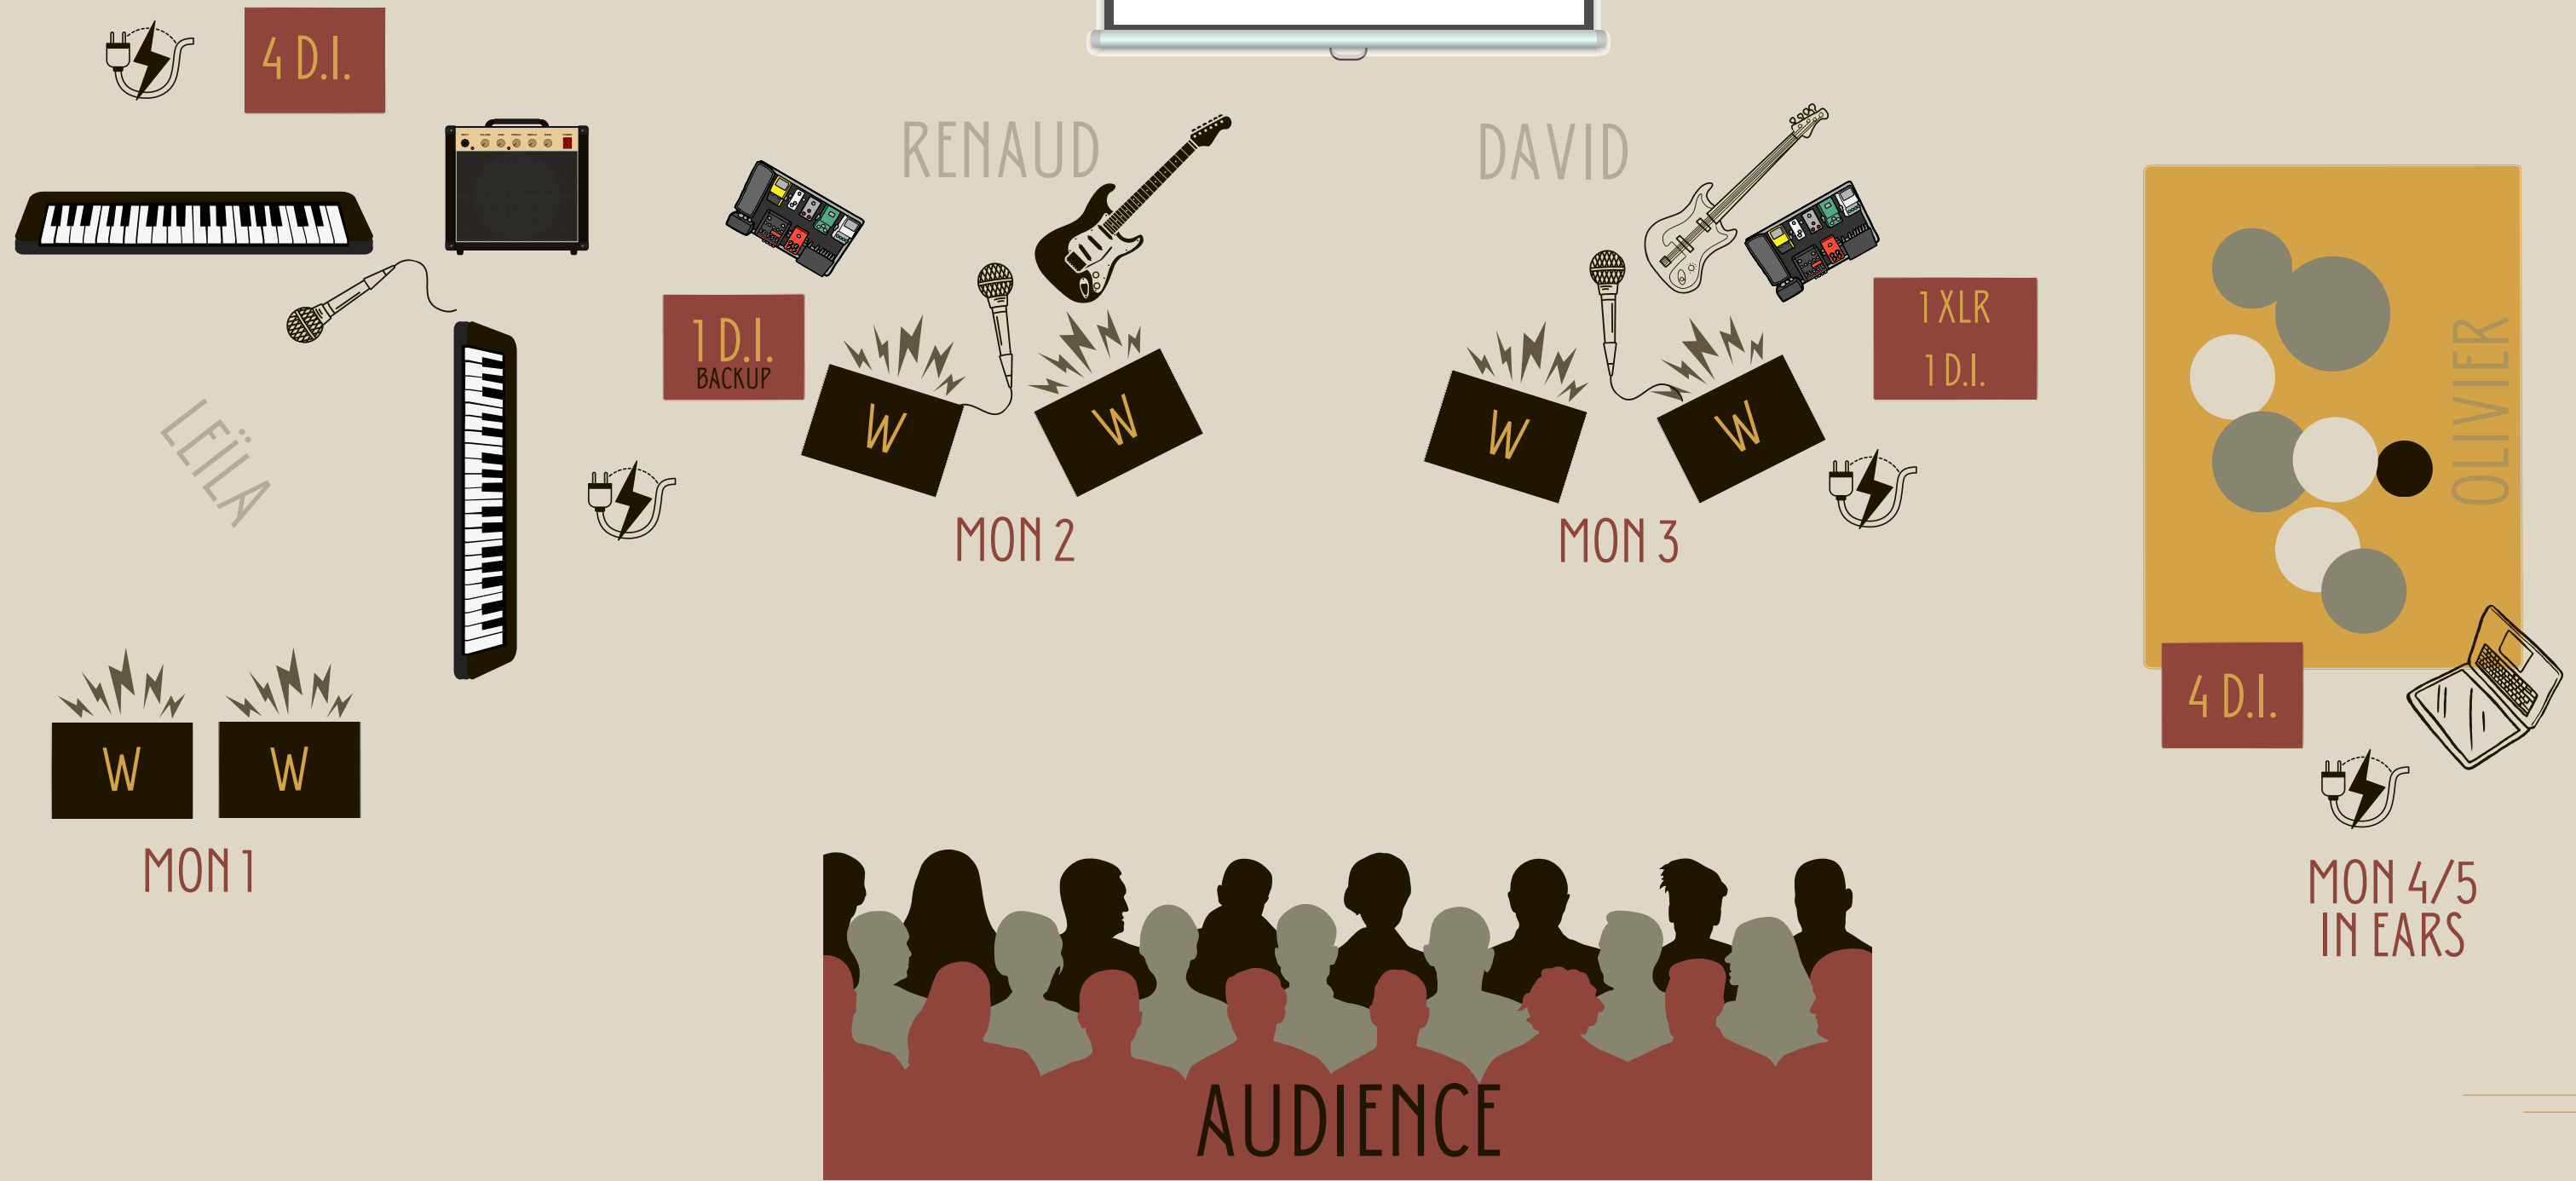 4 D.I.
RENAUD
DAVID
1 D.I.
BACKUP
1 XLR
1 D.I.
OLIVIER
LEÏLA
W
W
W
W
MON 2
MON 3
4 D.I.
W
W
MON 1
MON 4/5
IN EARS
AUDIENCE